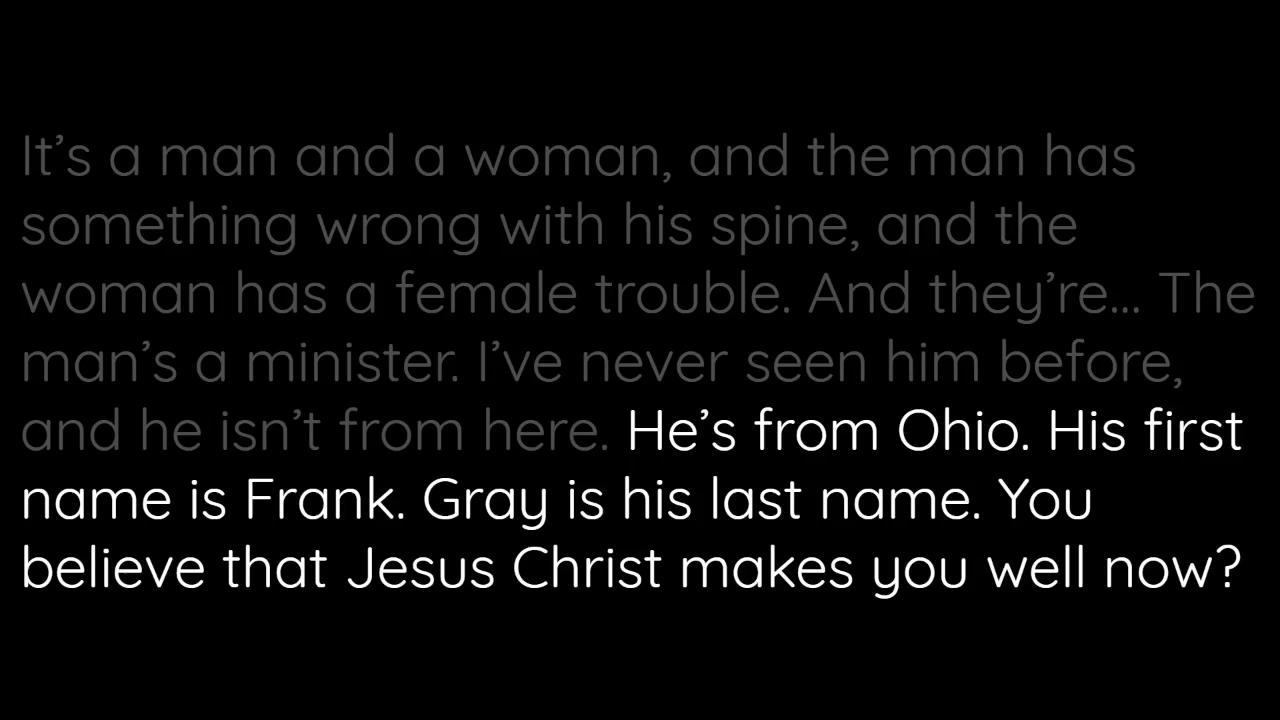 It’s a man and a woman, and the man has
something wrong with his spine, and the
woman has a female trouble. And they’re... The
man’s a minister. I’ve never seen him before,
and he isn’t from here. He’s from Ohio. His first
name is Frank. Gray is his last name. You
believe that Jesus Christ makes you well now?